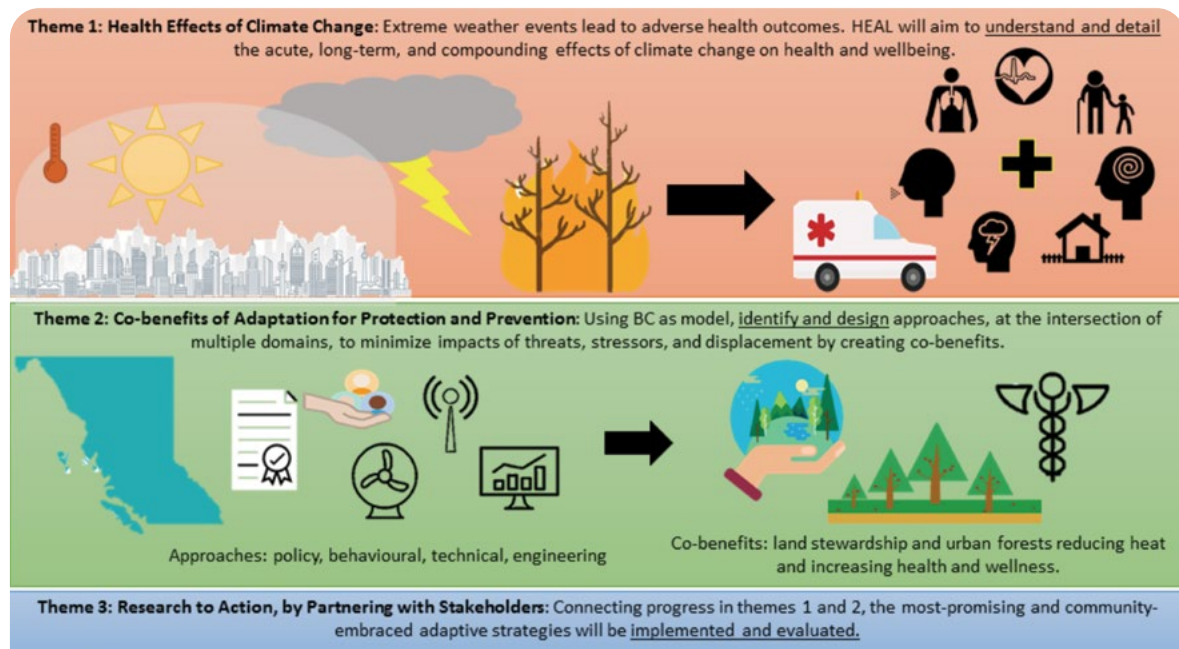 Theme 1: Health Effects of Climate Change: Extreme weather events lead to adverse health outcomes. HEAL will aim to understand and detail
the acute, long-term, and compounding effects of climate change on health and wellbeing.
Theme 2: Co-benefits of Adaptation for Protection and Prevention: Using BC as model, identify and design approaches, at the intersection of
multiple domains, to minimize impacts of threats, stressors, and displacement by creating co-benefits.
Approaches: policy, behavioural, technical, engineering
Co-benefits: land stewardship and urban forests reducing heat
and increasing health and wellness.
Theme 3: Research to Action, by Partnering with Stakeholders: Connecting progress in themes 1 and 2, the most-promising and community-
embraced adaptive strategies will be implemented and evaluated.